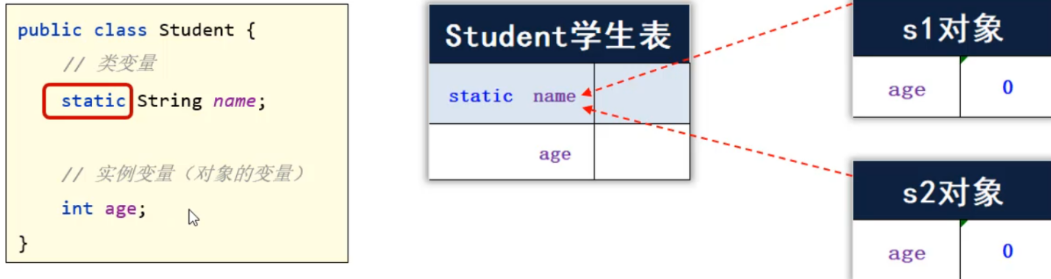 public class Student {
// 类变量
static String name;
// 实例变量（对象的变量）
int age;
}
Student学生表
static name
age
s1对象
age 0
s2对象
age 0